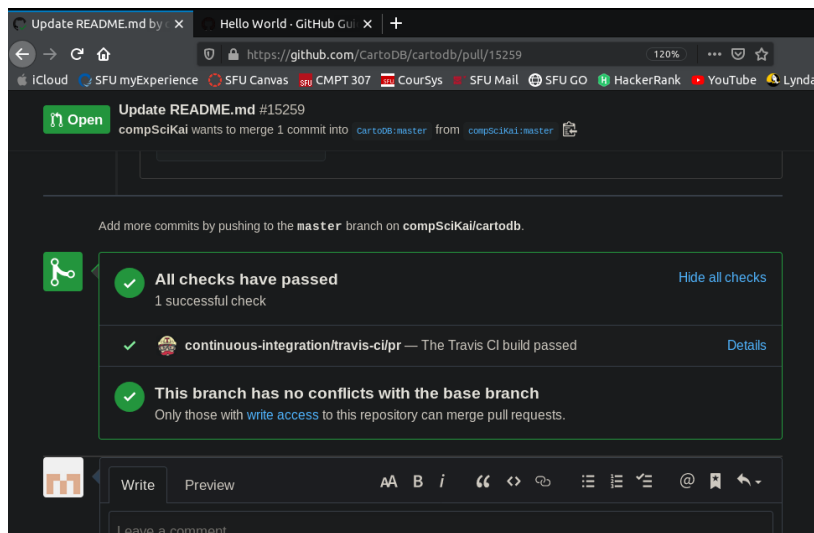 Update README.md by c
Hello World · GitHub Gui
https://github.com/CartoDB/cartodb/pull/15259
120%
iCloud SFU myExperience SFU Canvas CMPT 307 CourSys SFU Mail SFU GO HackerRank YouTube Lynda
Open
Update README.md #15259
compSciKai wants to merge 1 commit into CartoDB:master from compSciKai:master
Add more commits by pushing to the master branch on compSciKai/cartodb.
All checks have passed
Hide all checks
1 successful check
continuous-integration/travis-ci/pr — The Travis CI build passed
Details
This branch has no conflicts with the base branch
Only those with write access to this repository can merge pull requests.
Write Preview
Leave a comment